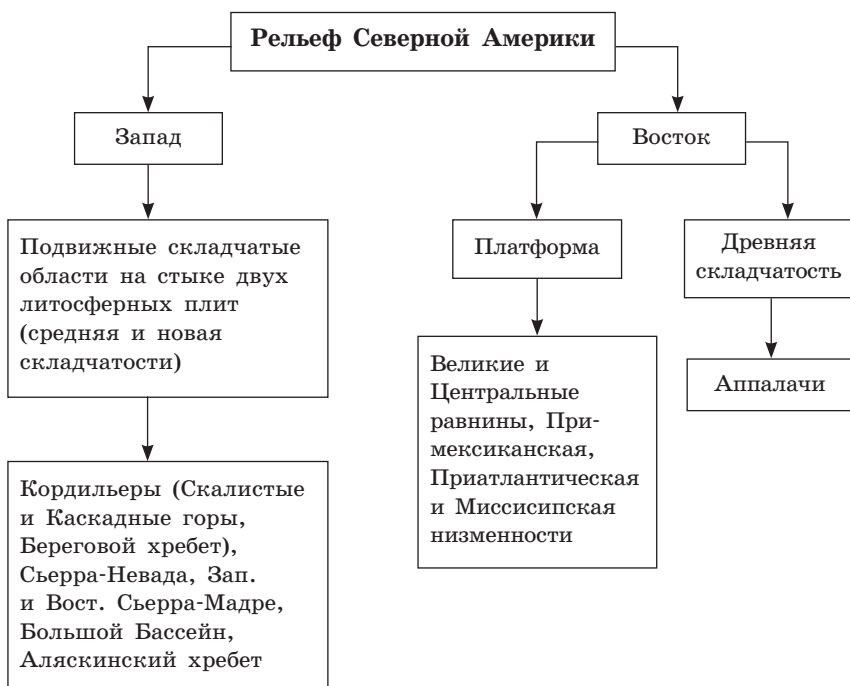 Рельеф Северной Америки
Запад
Восток
Подвижные складчатые
области на стыке двух
литосферных плит
(средняя и новая
складчатости)
Платформа
Древняя
складчатость
Великие и
Центральные
равнины, При-
мексиканская,
Приатлантическая
и Миссисипская
низменности
Аппалачи
Кордильеры (Скалистые
и Каскадные горы,
Береговой хребет),
Сьерра-Невада, Зап.
и Вост. Сьерра-Мадре,
Большой Бассейн,
Аляскинский хребет